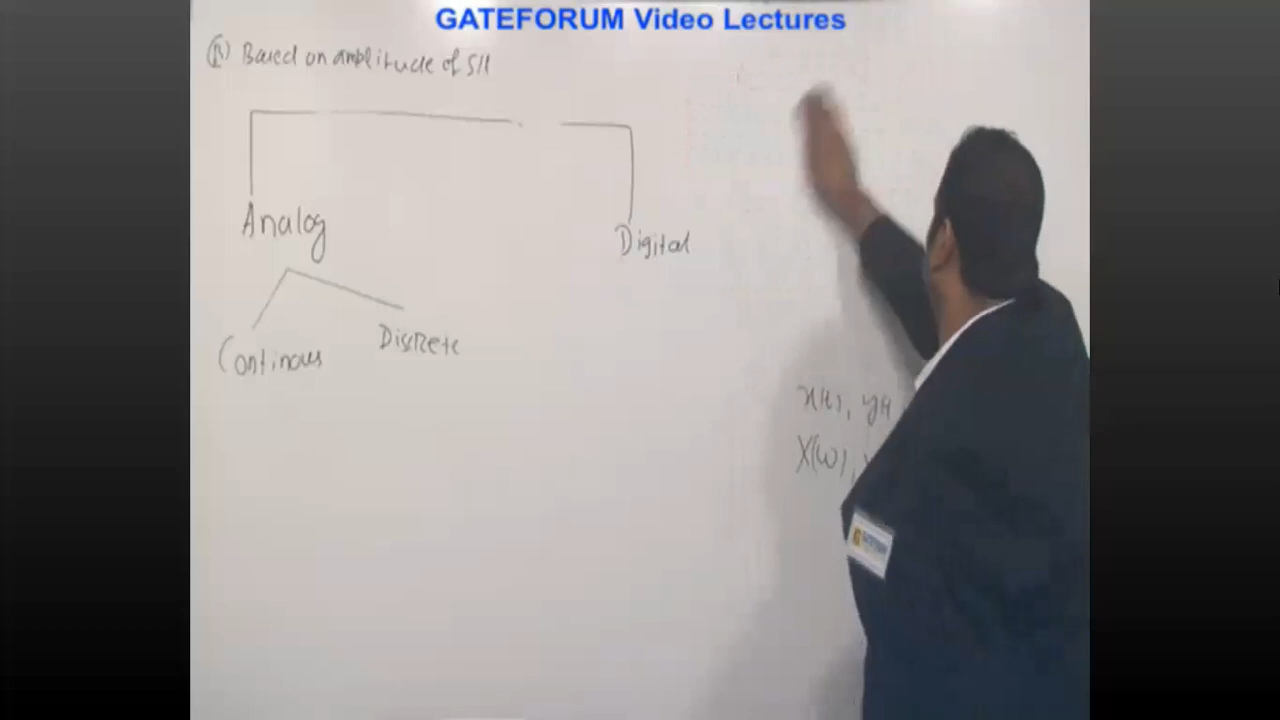 GATEFORUM Video Lectures
(B) Based on amplitude of S/l
Analog
Digital
Continous
Discrete
x(t), y(t
X(ω),